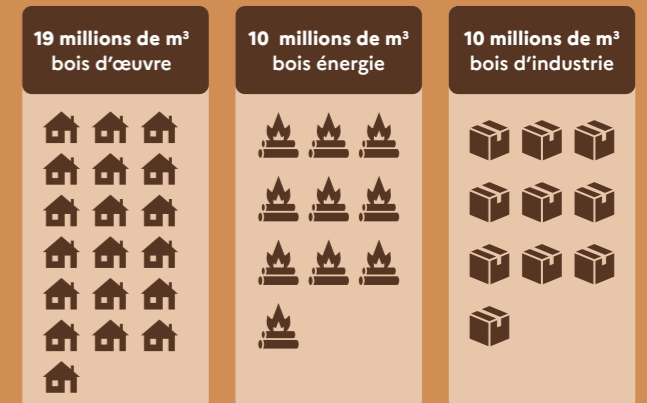 19 millions de m³
bois d’œuvre
10 millions de m³
bois énergie
10 millions de m³
bois d’industrie